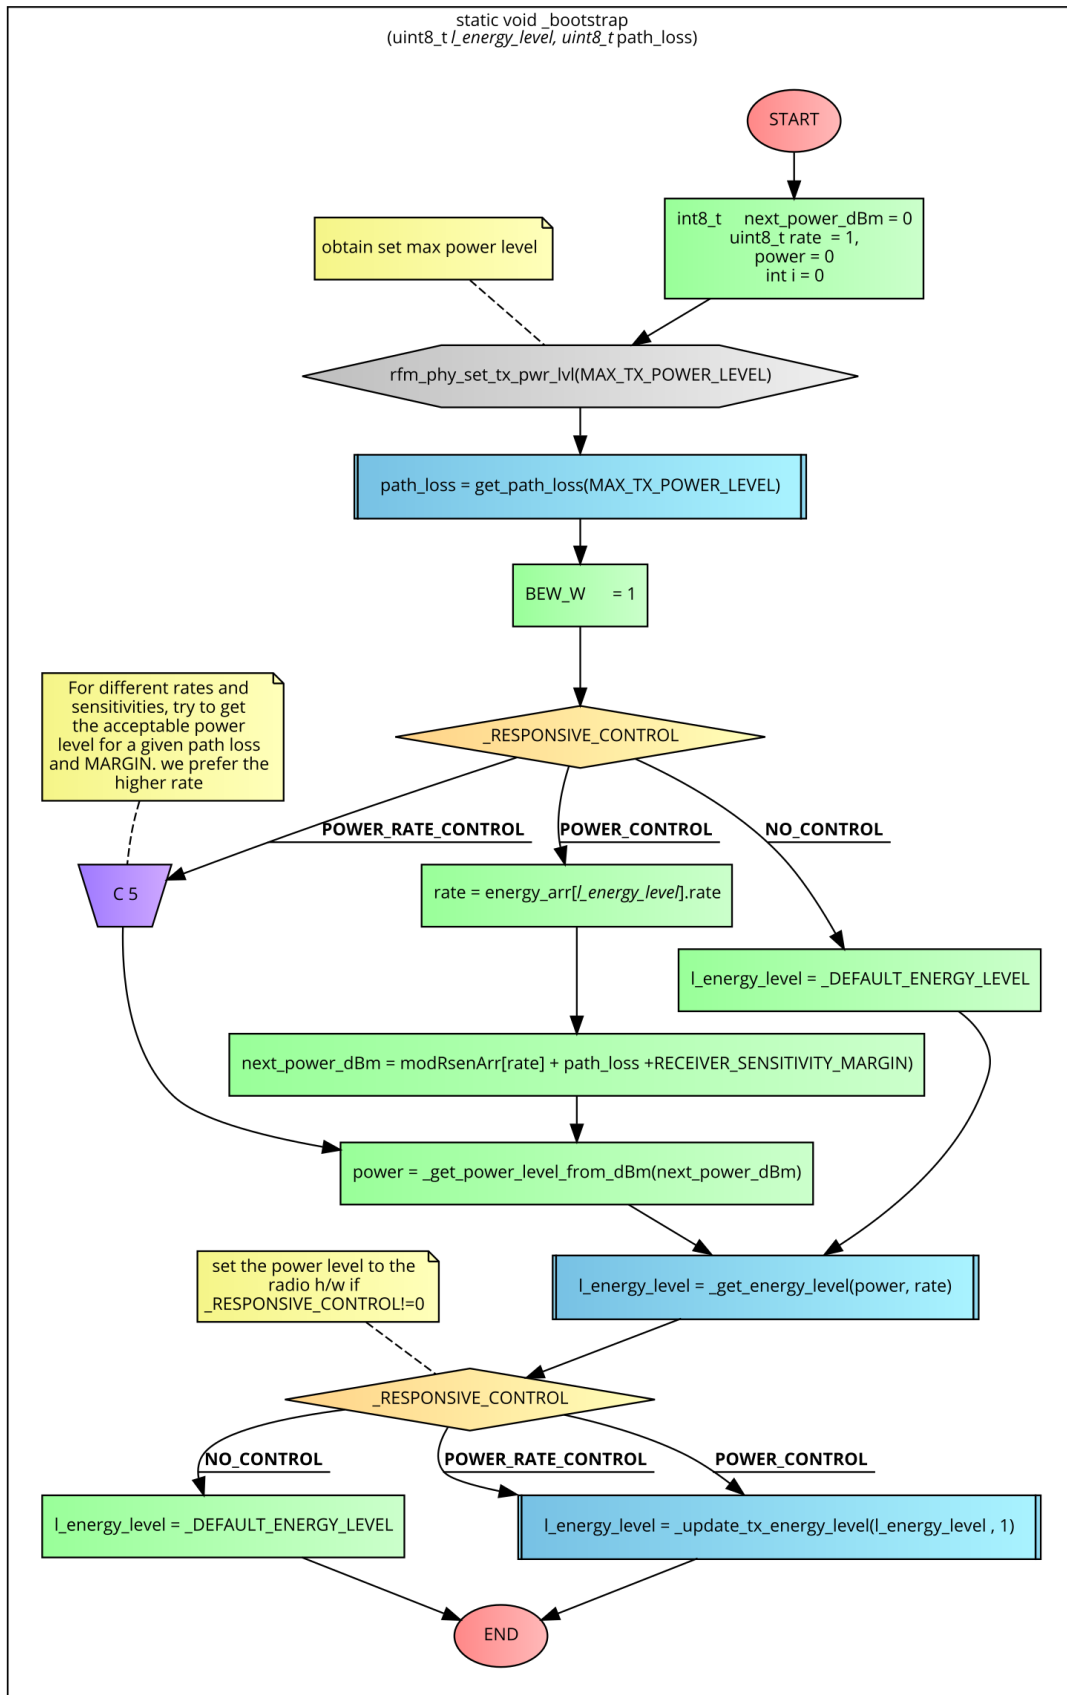 static void _bootstrap
(uint8_t l_energy_level, uint8_t path_loss)
START
int8_t     next_power_dBm = 0
uint8_t rate  = 1,
power = 0
int i = 0
obtain set max power level
rfm_phy_set_tx_pwr_lvl(MAX_TX_POWER_LEVEL)
path_loss = get_path_loss(MAX_TX_POWER_LEVEL)
BEW_W      = 1
For different rates and
sensitivities, try to get
the acceptable power
level for a given path loss
and MARGIN. we prefer the
higher rate
_RESPONSIVE_CONTROL
POWER_RATE_CONTROL
POWER_CONTROL
NO_CONTROL
C 5
rate = energy_arr[l_energy_level].rate
l_energy_level = _DEFAULT_ENERGY_LEVEL
next_power_dBm = modRsenArr[rate] + path_loss +RECEIVER_SENSITIVITY_MARGIN)
power = _get_power_level_from_dBm(next_power_dBm)
set the power level to the
radio h/w if
_RESPONSIVE_CONTROL!=0
l_energy_level = _get_energy_level(power, rate)
_RESPONSIVE_CONTROL
NO_CONTROL
POWER_RATE_CONTROL
POWER_CONTROL
l_energy_level = _DEFAULT_ENERGY_LEVEL
l_energy_level = _update_tx_energy_level(l_energy_level , 1)
END